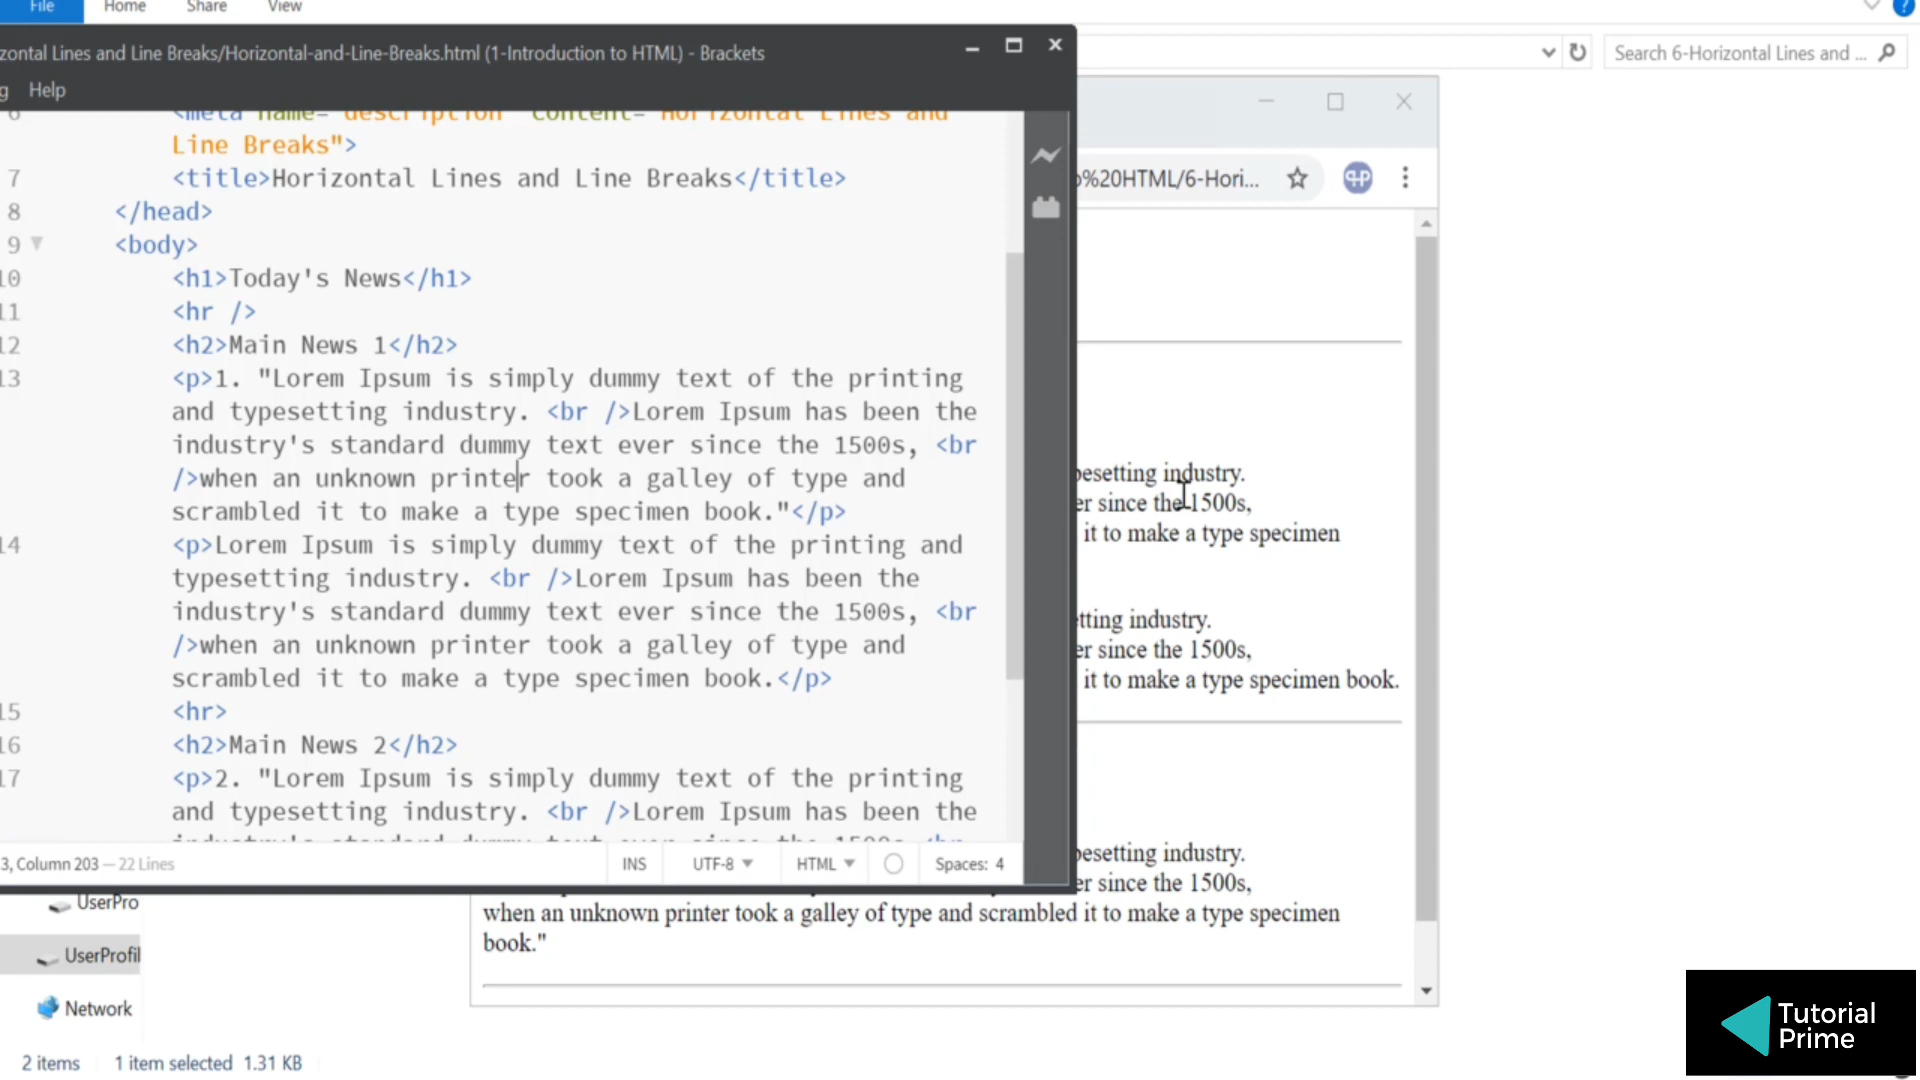 File Home Share View
zontal Lines and Line Breaks/Horizontal-and-Line-Breaks.html (1-Introduction to HTML) - Brackets
Search 6-Horizontal Lines and ...
g Help
6 <meta name="description" content="Horizontal Lines and
Line Breaks">
7 <title>Horizontal Lines and Line Breaks</title>
8 </head>
9 <body>
10 <h1>Today's News</h1>
11 <hr />
12 <h2>Main News 1</h2>
13 <p>1. "Lorem Ipsum is simply dummy text of the printing
and typesetting industry. <br />Lorem Ipsum has been the
industry's standard dummy text ever since the 1500s, <br
/>when an unknown printer took a galley of type and
scrambled it to make a type specimen book."</p>
14 <p>Lorem Ipsum is simply dummy text of the printing and
typesetting industry. <br />Lorem Ipsum has been the
industry's standard dummy text ever since the 1500s, <br
/>when an unknown printer took a galley of type and
scrambled it to make a type specimen book.</p>
15 <hr>
16 <h2>Main News 2</h2>
17 <p>2. "Lorem Ipsum is simply dummy text of the printing
and typesetting industry. <br />Lorem Ipsum has been the
3, Column 203 — 22 Lines
INS UTF-8 HTML Spaces: 4
%20HTML/6-Hori...
esetting industry.
er since the 1500s,
it to make a type specimen
tting industry.
er since the 1500s,
it to make a type specimen book.
esetting industry.
er since the 1500s,
when an unknown printer took a galley of type and scrambled it to make a type specimen
book."
UserPro
UserProfil
Network
2 items 1 item selected 1.31 KB
Tutorial
Prime